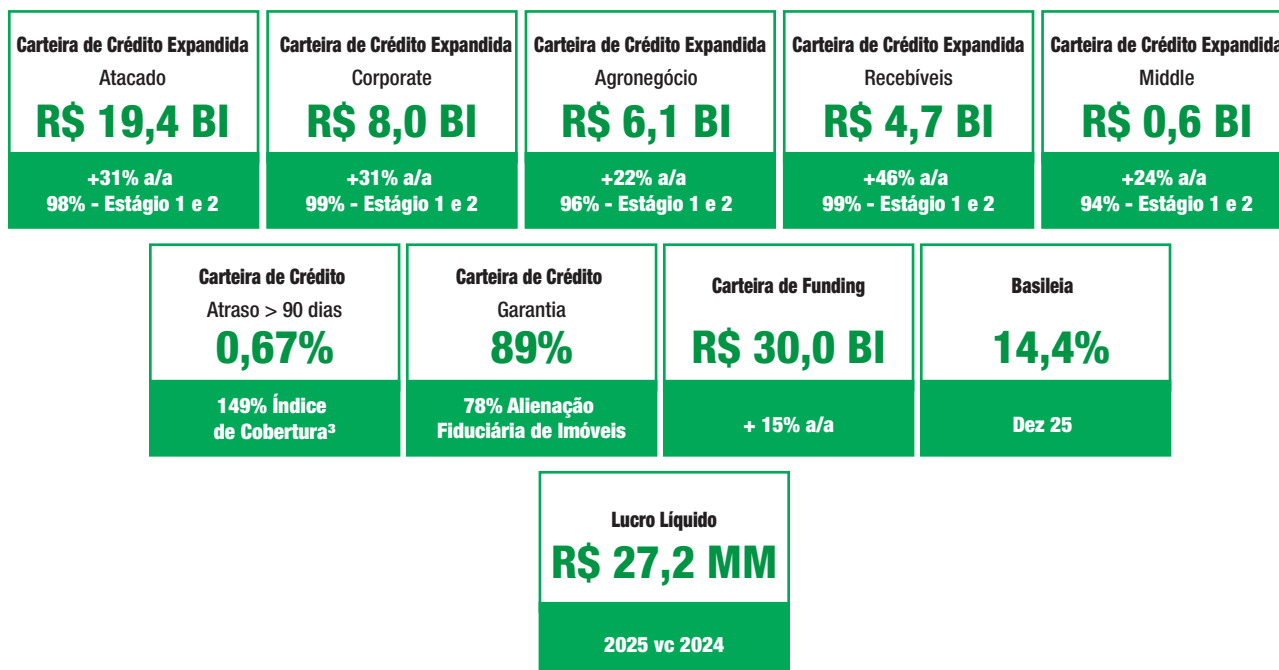 Carteira de Crédito Expandida
Atacado
R$ 19,4 BI
+31% a/a
98% - Estágio 1 e 2
Carteira de Crédito Expandida
Corporate
R$ 8,0 BI
+31% a/a
99% - Estágio 1 e 2
Carteira de Crédito Expandida
Agronegócio
R$ 6,1 BI
+22% a/a
96% - Estágio 1 e 2
Carteira de Crédito Expandida
Recebíveis
R$ 4,7 BI
+46% a/a
99% - Estágio 1 e 2
Carteira de Crédito Expandida
Middle
R$ 0,6 BI
+24% a/a
94% - Estágio 1 e 2
Carteira de Crédito
Atraso > 90 dias
0,67%
149% Índice
de Cobertura³
Carteira de Crédito
Garantia
89%
78% Alienação
Fiduciária de Imóveis
Carteira de Funding
R$ 30,0 BI
+ 15% a/a
Basileia
14,4%
Dez 25
Lucro Líquido
R$ 27,2 MM
2025 vc 2024